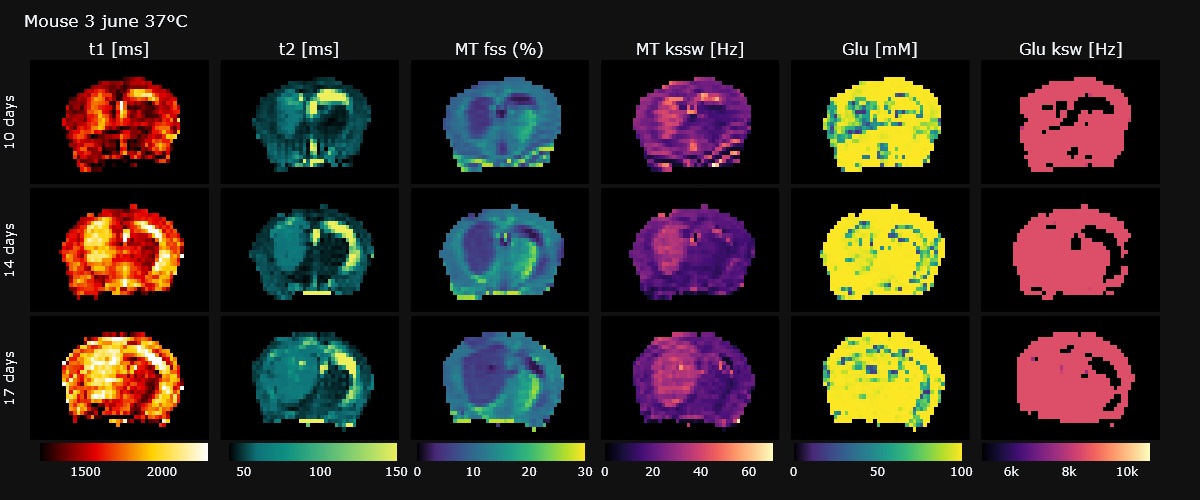 Mouse 3 june 37ºC
t1 [ms] t2 [ms] MT fss (%) MT kssw [Hz] Glu [mM] Glu ksw [Hz]
10 days
14 days
17 days
1500 2000 50 100 150 0 10 20 30 0 20 40 60 0 50 100 6k 8k 10k